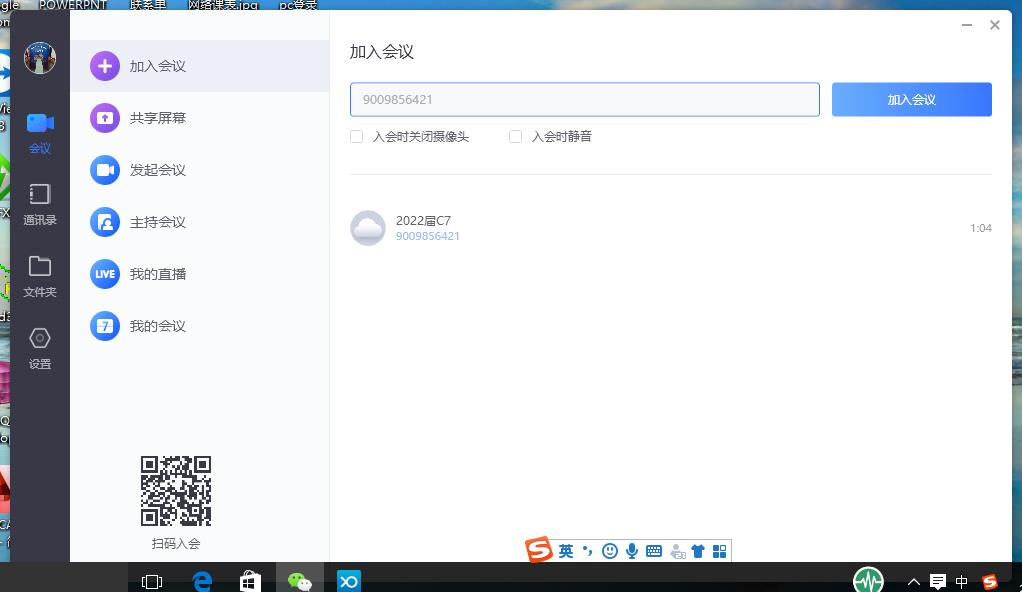 POWERPNT
联系单
网络课表.jpg
pc登录
加入会议
共享屏幕
发起会议
主持会议
LIVE
我的直播
7
我的会议
扫码入会
会议
通讯录
文件夹
设置
加入会议
9009856421
加入会议
入会时关闭摄像头
入会时静音
2022届C7
9009856421
1:04
英
中